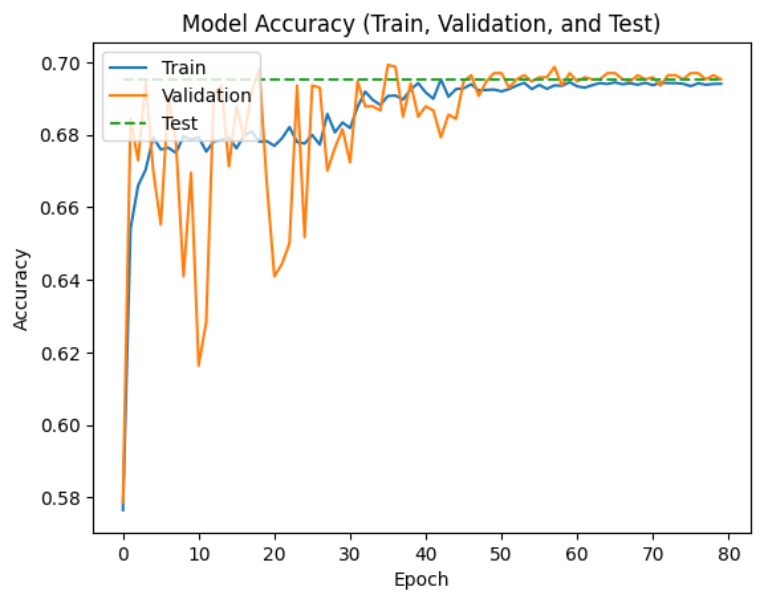 Model Accuracy (Train, Validation, and Test)
Train
Validation
Test
Accuracy
0.70
0.68
0.66
0.64
0.62
0.60
0.58
0 10 20 30 40 50 60 70 80
Epoch